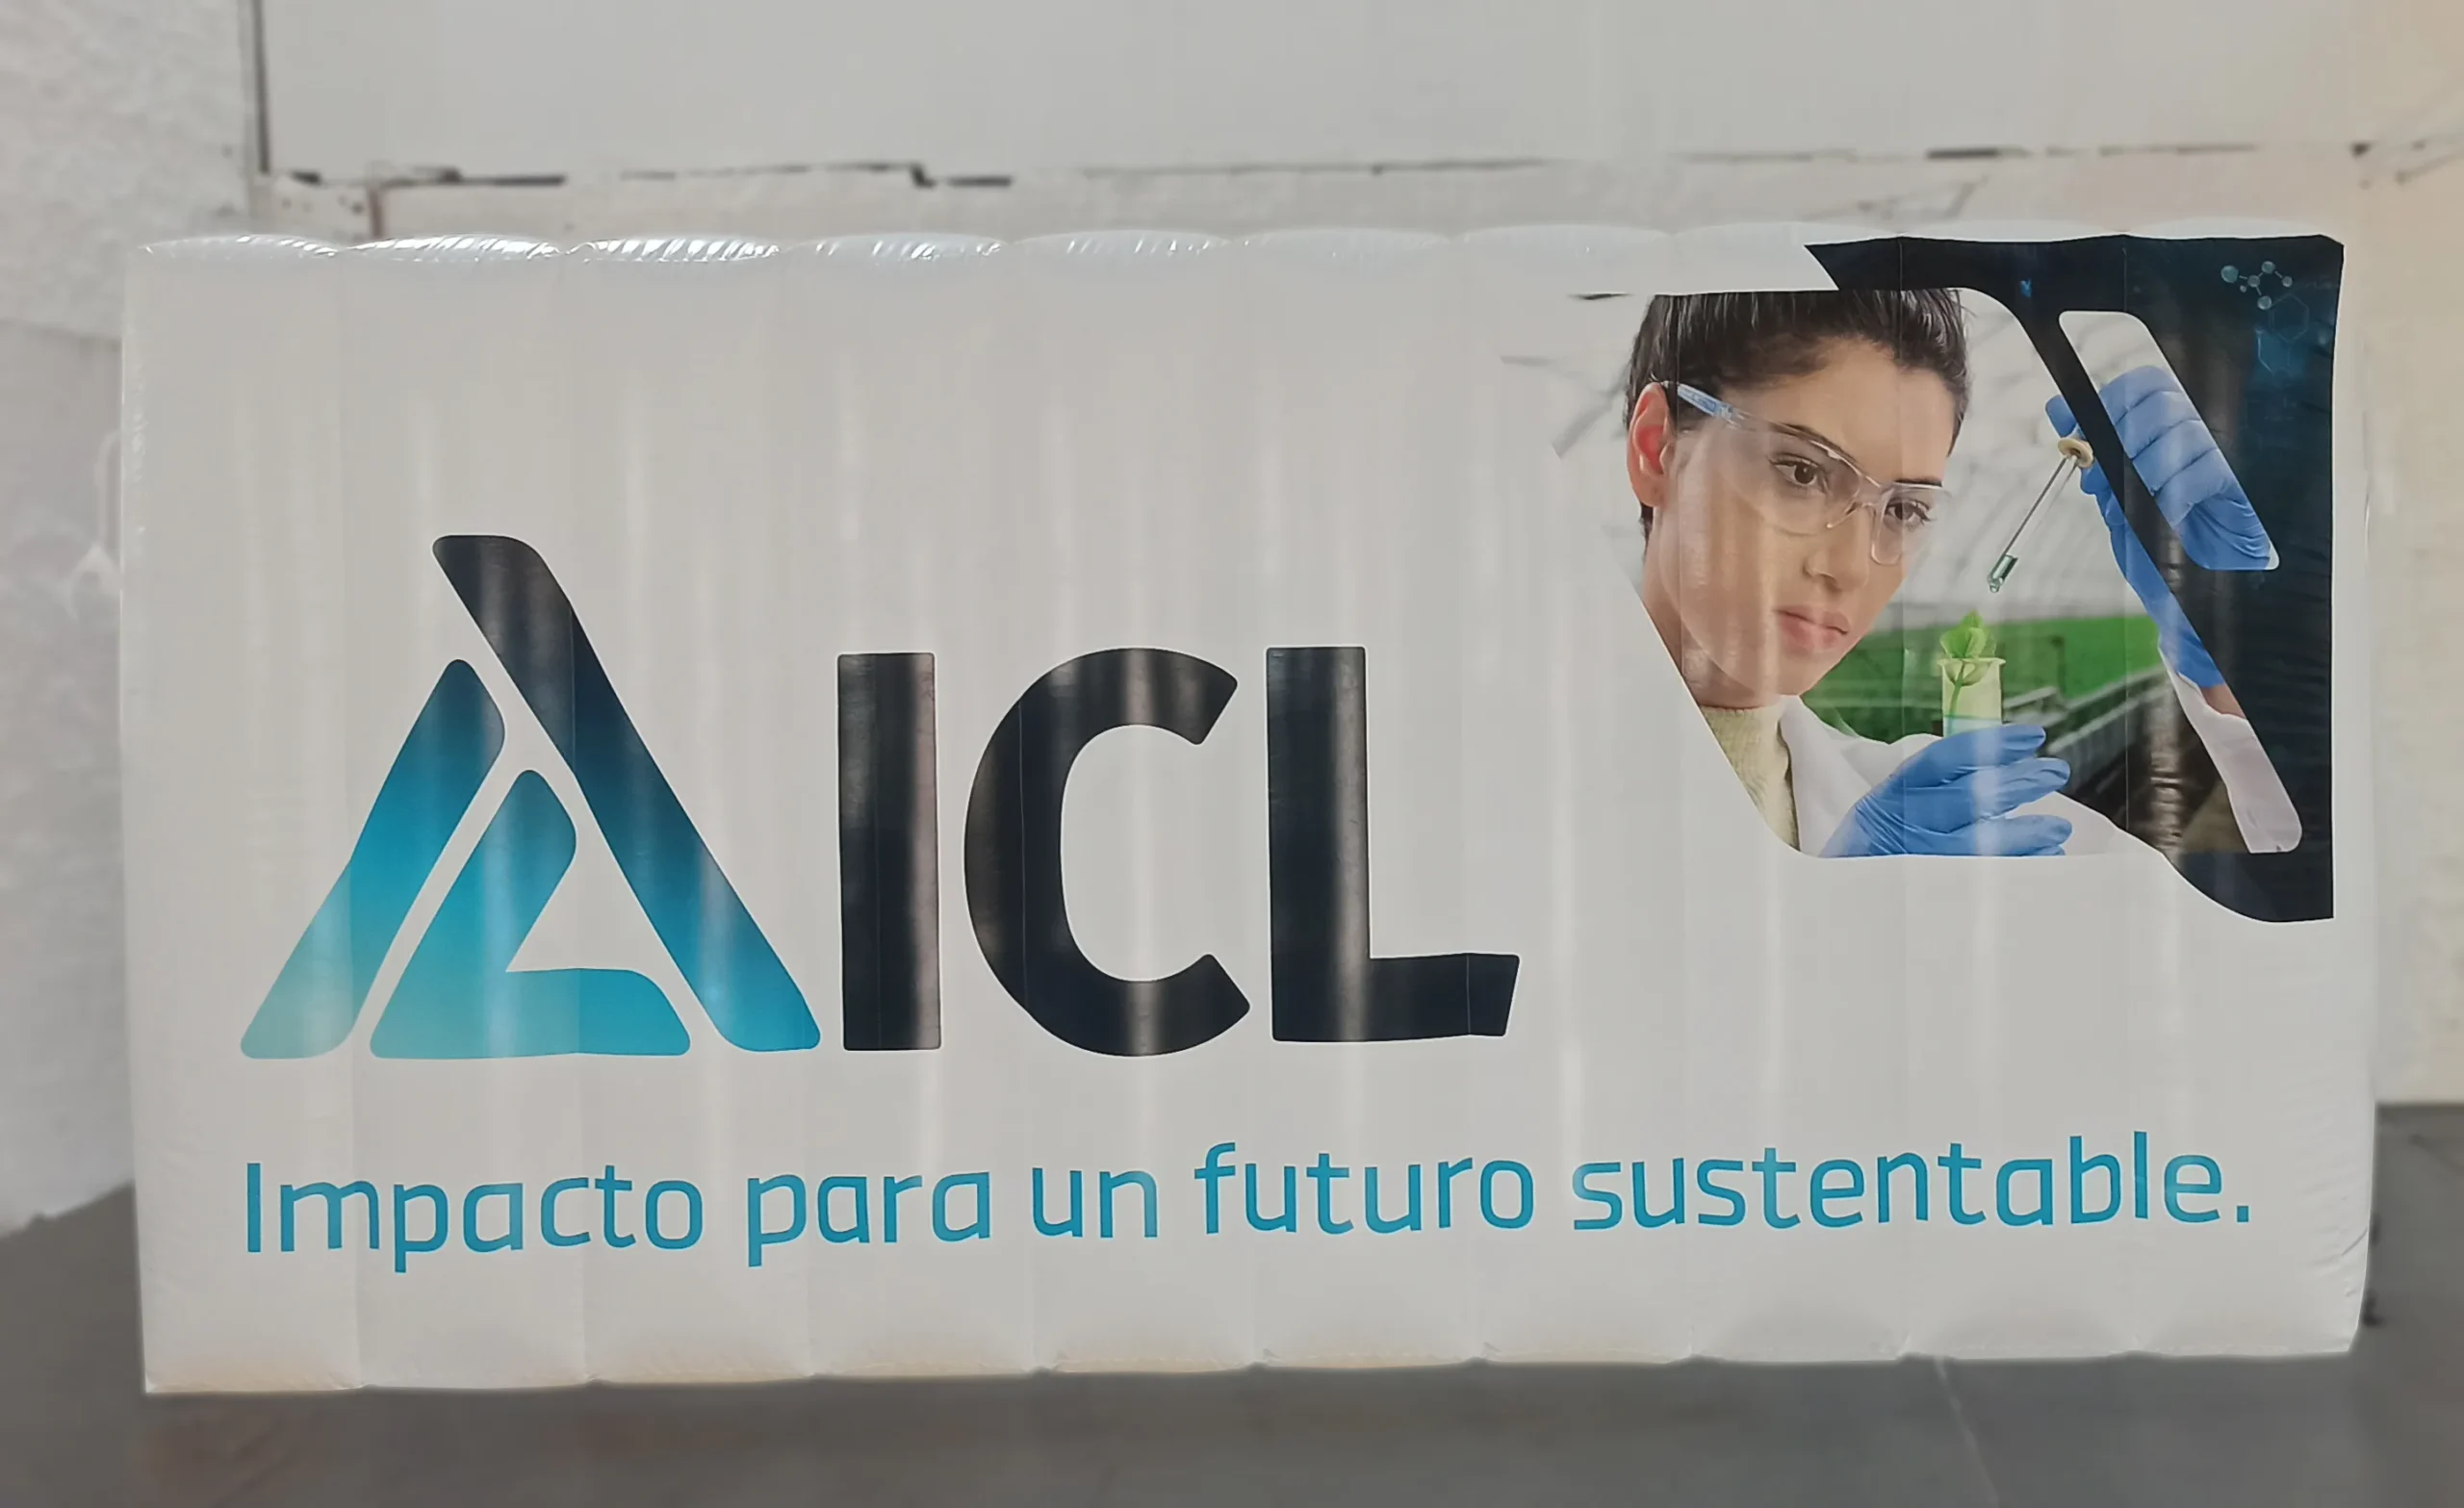 ICL
Impacto para un futuro sustentable.